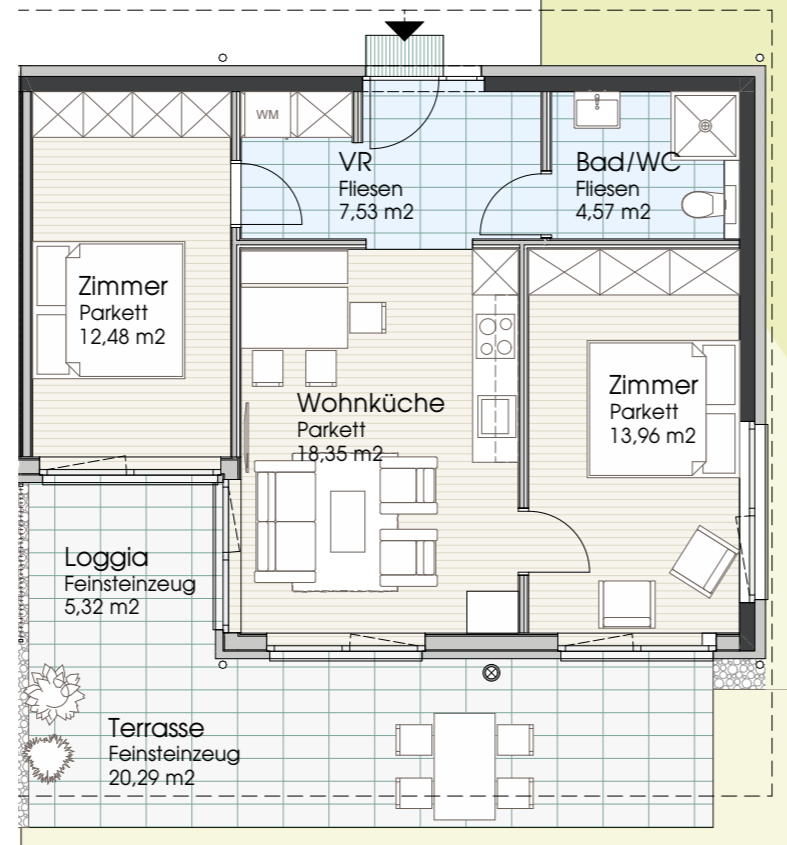 WM
VR
Fliesen
7,53 m2
Bad/WC
Fliesen
4,57 m2
Zimmer
Parkett
12,48 m2
Wohnküche
Parkett
18,35 m2
Zimmer
Parkett
13,96 m2
Loggia
Feinsteinzeug
5,32 m2
Terrasse
Feinsteinzeug
20,29 m2